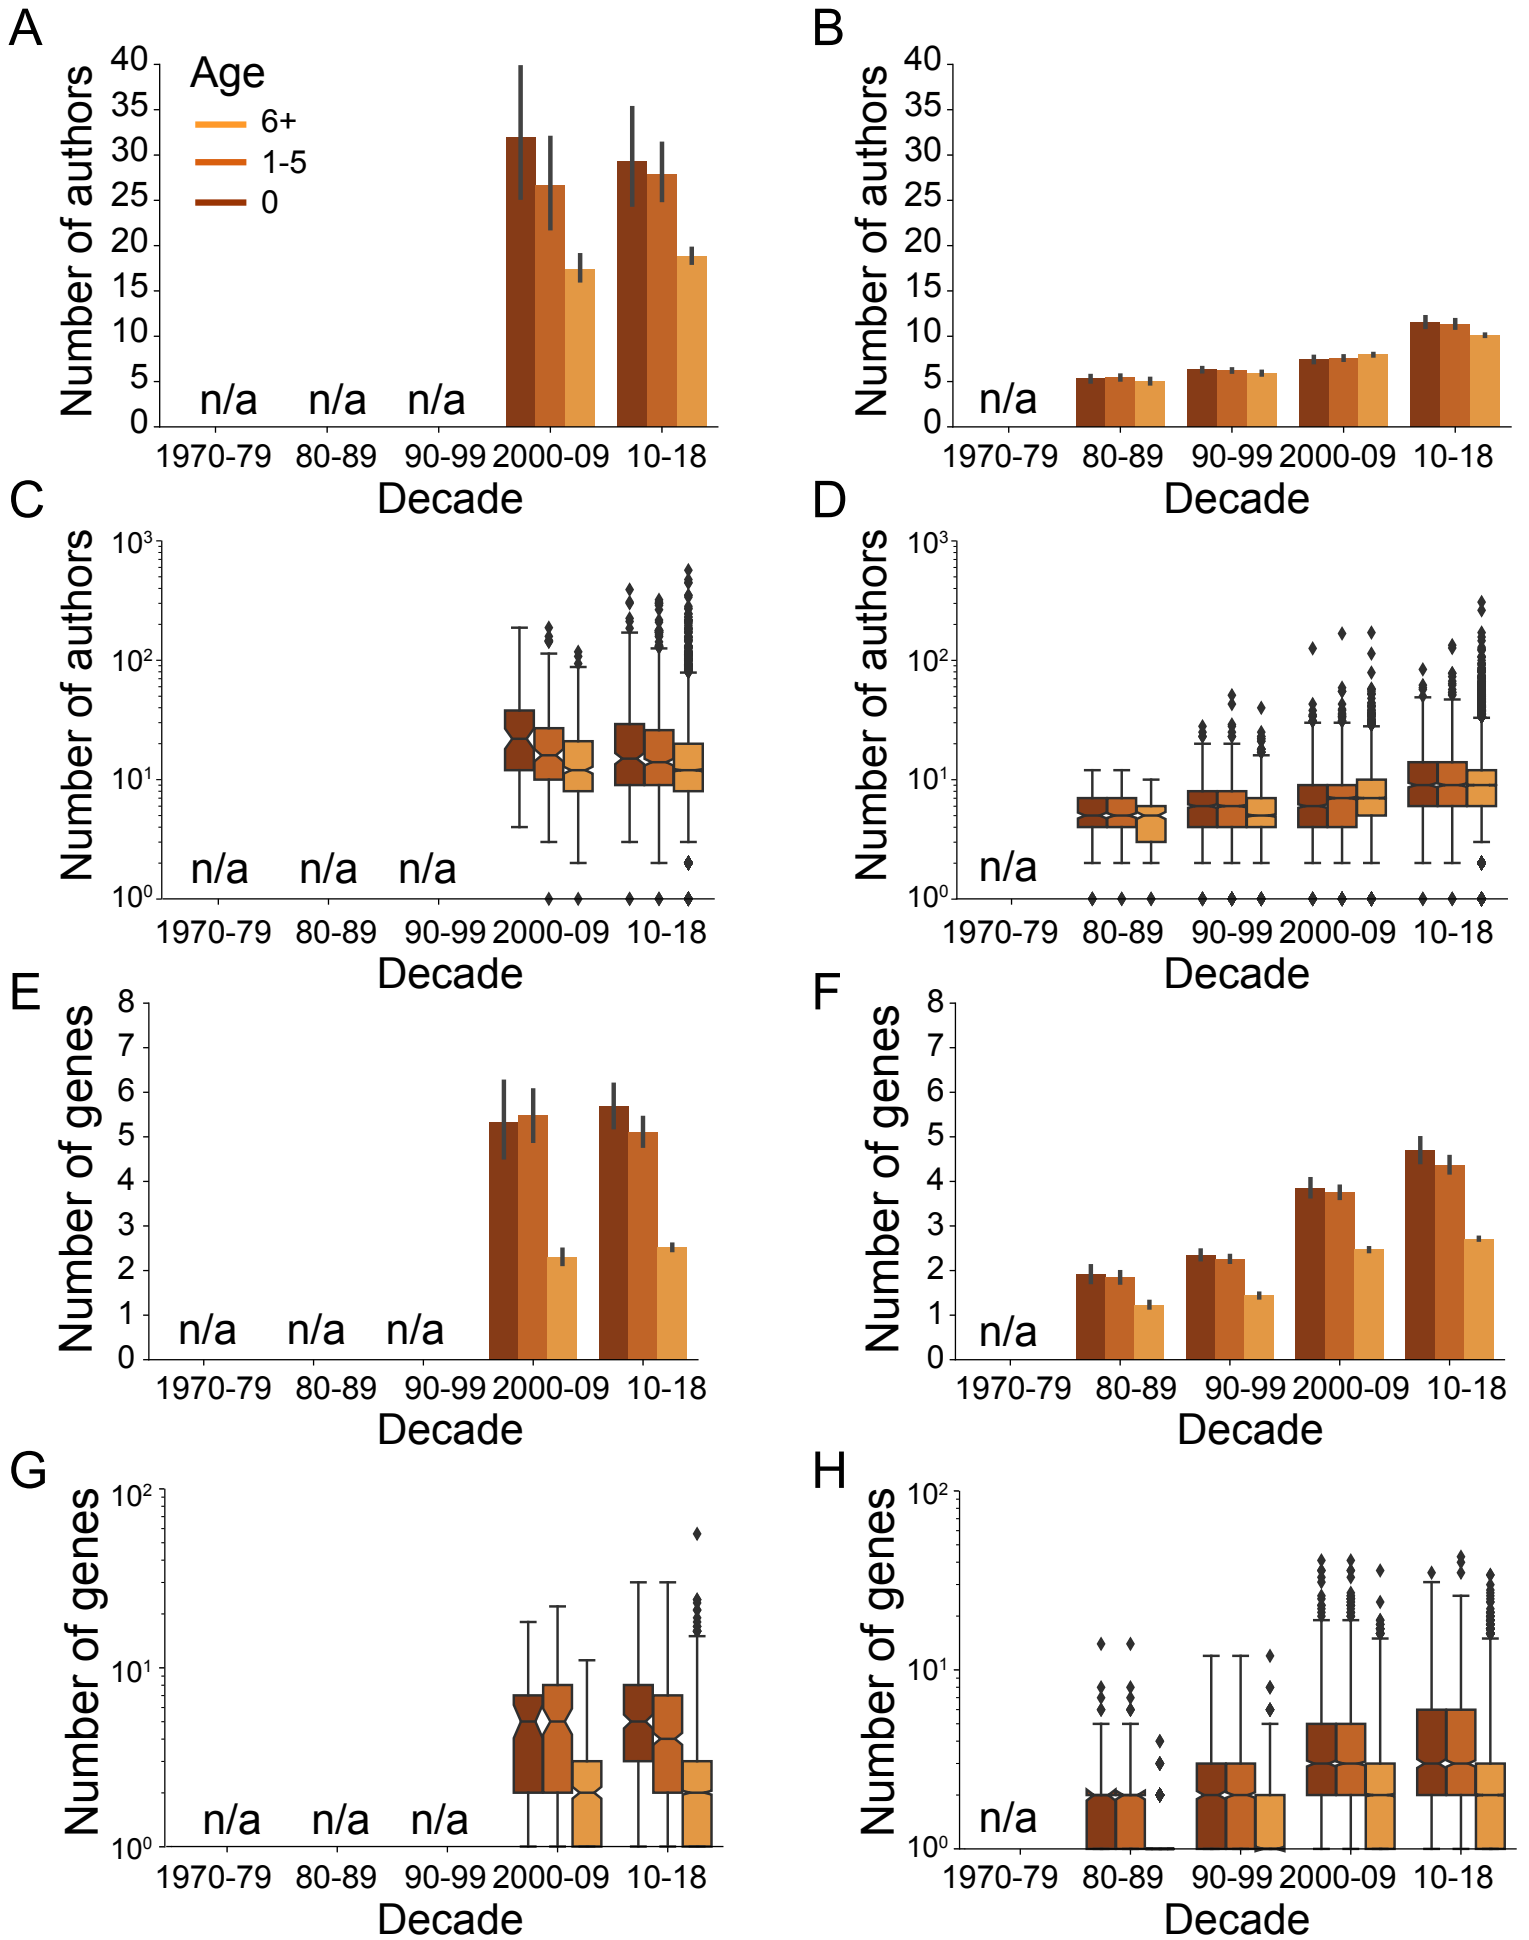 A
Number of authors
40
35
30
25
20
15
10
5
0
Age
6+
1-5
0
n/a n/a n/a
1970-79 80-89 90-99 2000-09 10-18
Decade
B
Number of authors
40
35
30
25
20
15
10
5
0
n/a
1970-79 80-89 90-99 2000-09 10-18
Decade
C
Number of authors
10³
10²
10¹
10⁰
n/a n/a n/a
1970-79 80-89 90-99 2000-09 10-18
Decade
D
Number of authors
10³
10²
10¹
10⁰
n/a
1970-79 80-89 90-99 2000-09 10-18
Decade
E
Number of genes
8
7
6
5
4
3
2
1
0
n/a n/a n/a
1970-79 80-89 90-99 2000-09 10-18
Decade
F
Number of genes
8
7
6
5
4
3
2
1
0
n/a
1970-79 80-89 90-99 2000-09 10-18
Decade
G
Number of genes
10²
10¹
10⁰
n/a n/a n/a
1970-79 80-89 90-99 2000-09 10-18
Decade
H
Number of genes
10²
10¹
10⁰
n/a
1970-79 80-89 90-99 2000-09 10-18
Decade